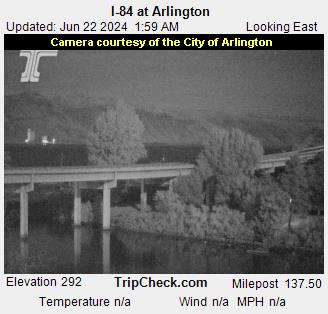 I-84 at Arlington
Updated: Jun 22 2024 1:59 AM Looking East
Camera courtesy of the City of Arlington
Elevation 292 TripCheck.com Milepost 137.50
Temperature n/a Wind n/a MPH n/a